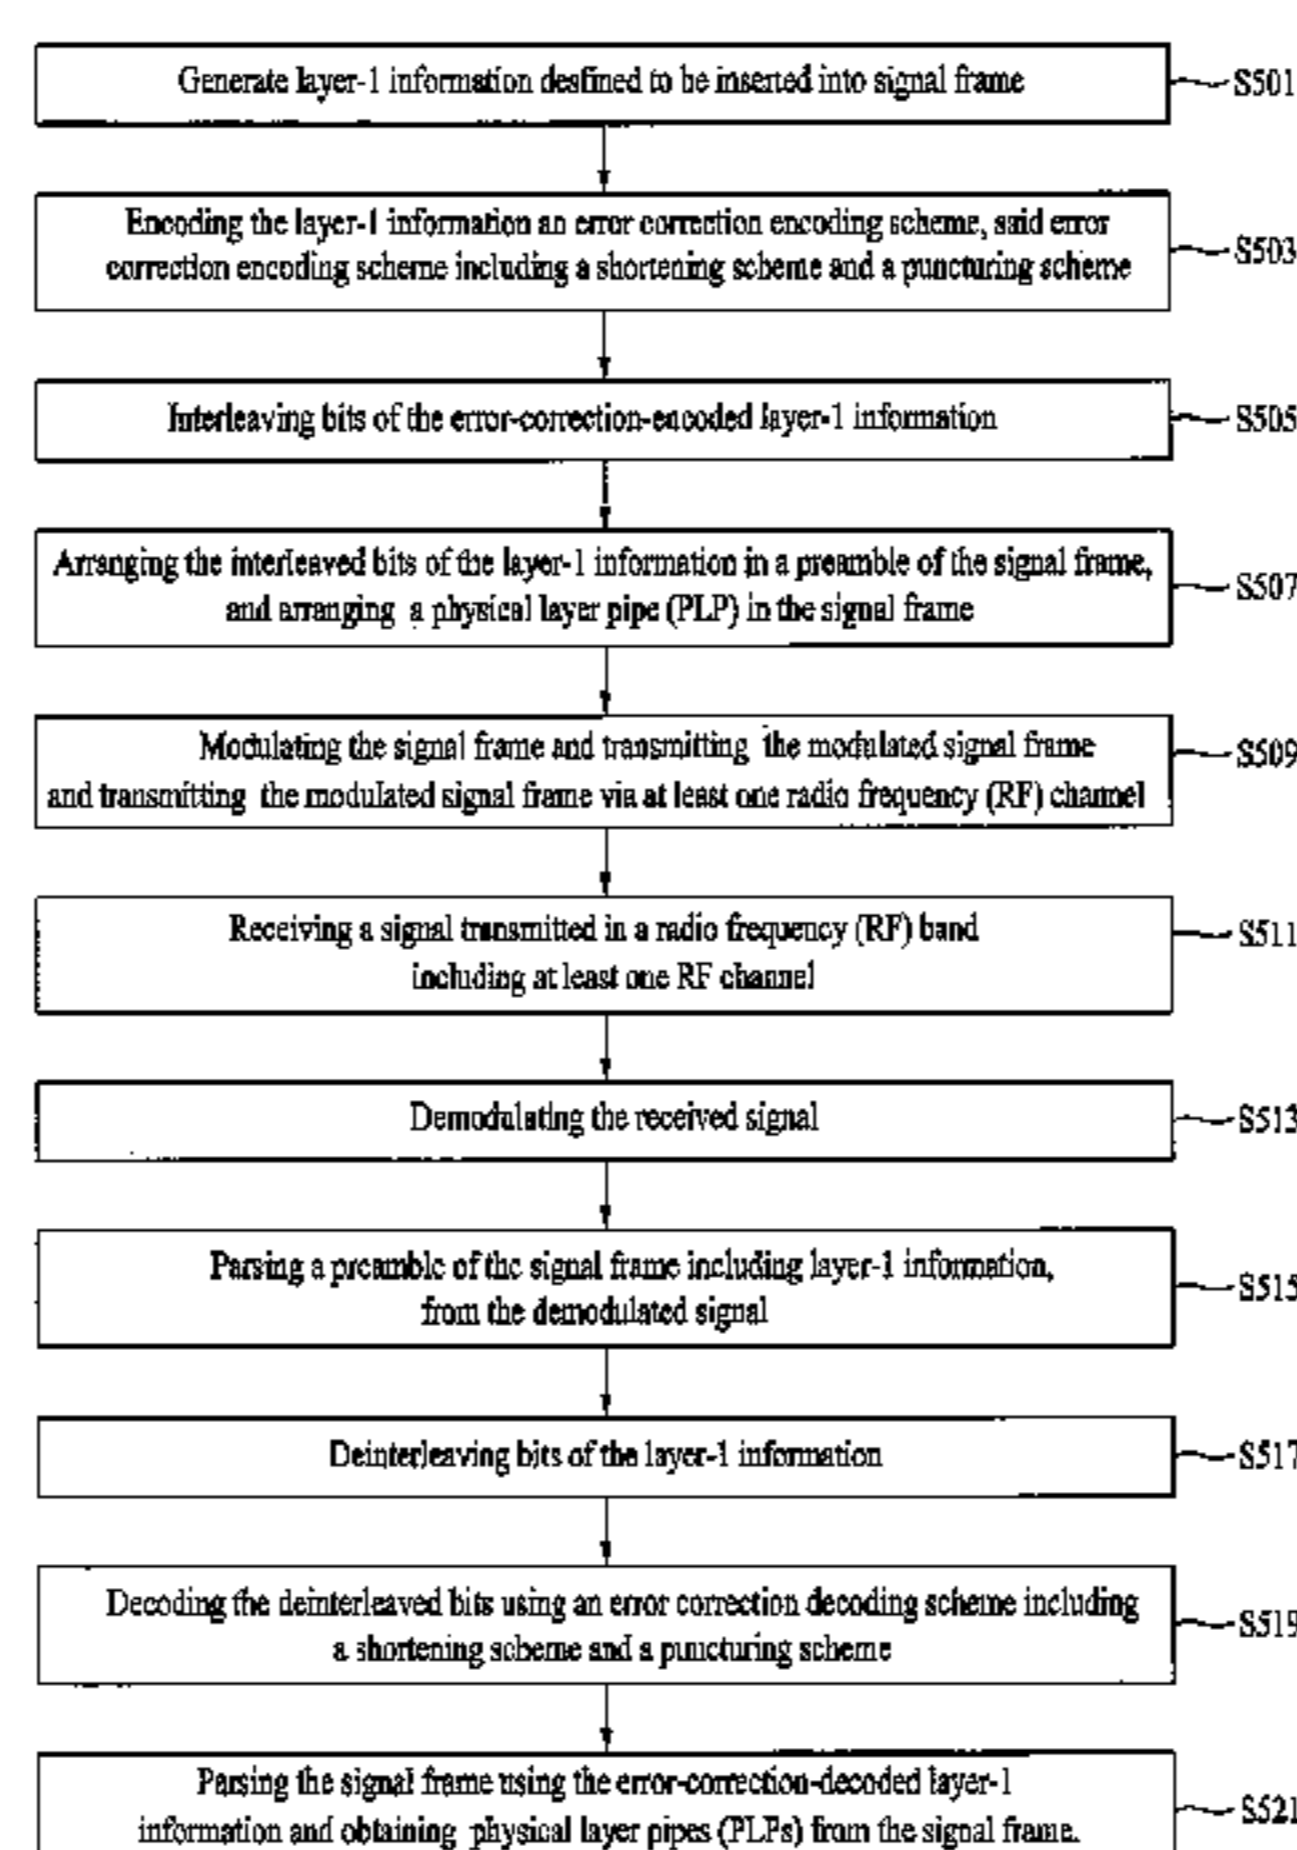 Generate layer-1 information destined to be inserted into signal frame
S501
Encoding the layer-1 information an error correction encoding scheme, said error
correction encoding scheme including a shortening scheme and a puncturing scheme
S503
Interleaving bits of the error-correction-encoded layer-1 information
S505
Arranging the interleaved bits of the layer-1 information in a preamble of the signal frame,
and arranging a physical layer pipe (PLP) in the signal frame
S507
Modulating the signal frame and transmitting the modulated signal frame
and transmitting the modulated signal frame via at least one radio frequency (RF) channel
S509
Receiving a signal transmitted in a radio frequency (RF) band
including at least one RF channel
S511
Demodulating the received signal
S513
Parsing a preamble of the signal frame including layer-1 information,
from the demodulated signal
S515
Deinterleaving bits of the layer-1 information
S517
Decoding the deinterleaved bits using an error correction decoding scheme including
a shortening scheme and a puncturing scheme
S519
Parsing the signal frame using the error-correction-decoded layer-1
information and obtaining physical layer pipes (PLPs) from the signal frame.
S521